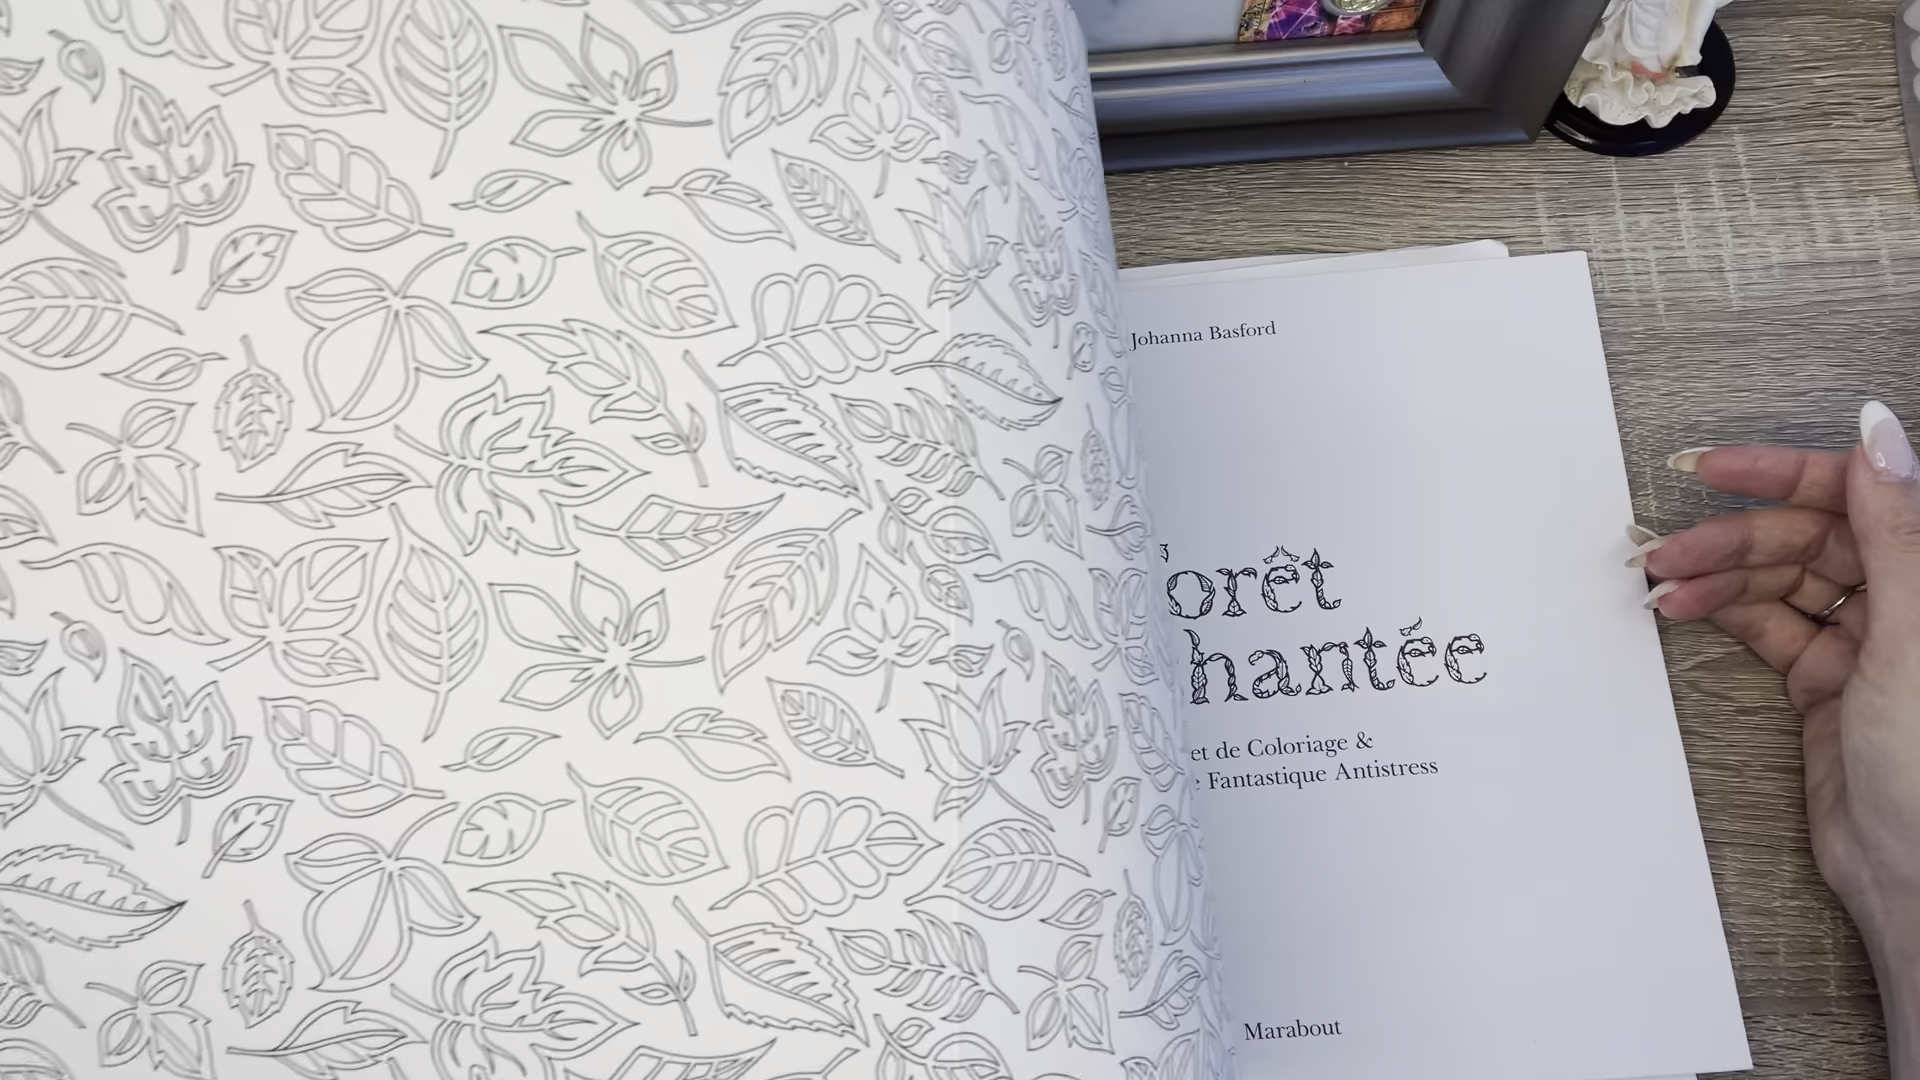 Johanna Basford
orêt
hantée
et de Coloriage &
Fantastique Antistress
Marabout